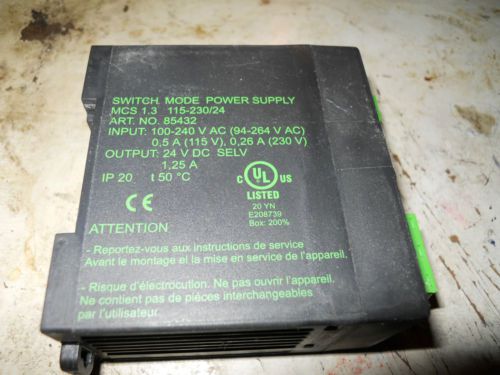 SWITCH MODE POWER SUPPLY
MCS 1.3 115-230/24
ART. NO. 85432
INPUT: 100-240 V AC (94-264 V AC)
0.5 A (115 V), 0,26 A (230 V)
OUTPUT: 24 V DC SELV
1,25 A
IP 20 t 50 °C
C UL US
LISTED
20 YN
E208739
Box: 200%
CE
ATTENTION
- Reportez-vous aux instructions de service
Avant le montage el la mise en service de l'appareil.
- Risque d'électrocution. Ne pas ouvrir l'appareil.
Ne contient pas de pièces interchangeables
par l'utilisateur.